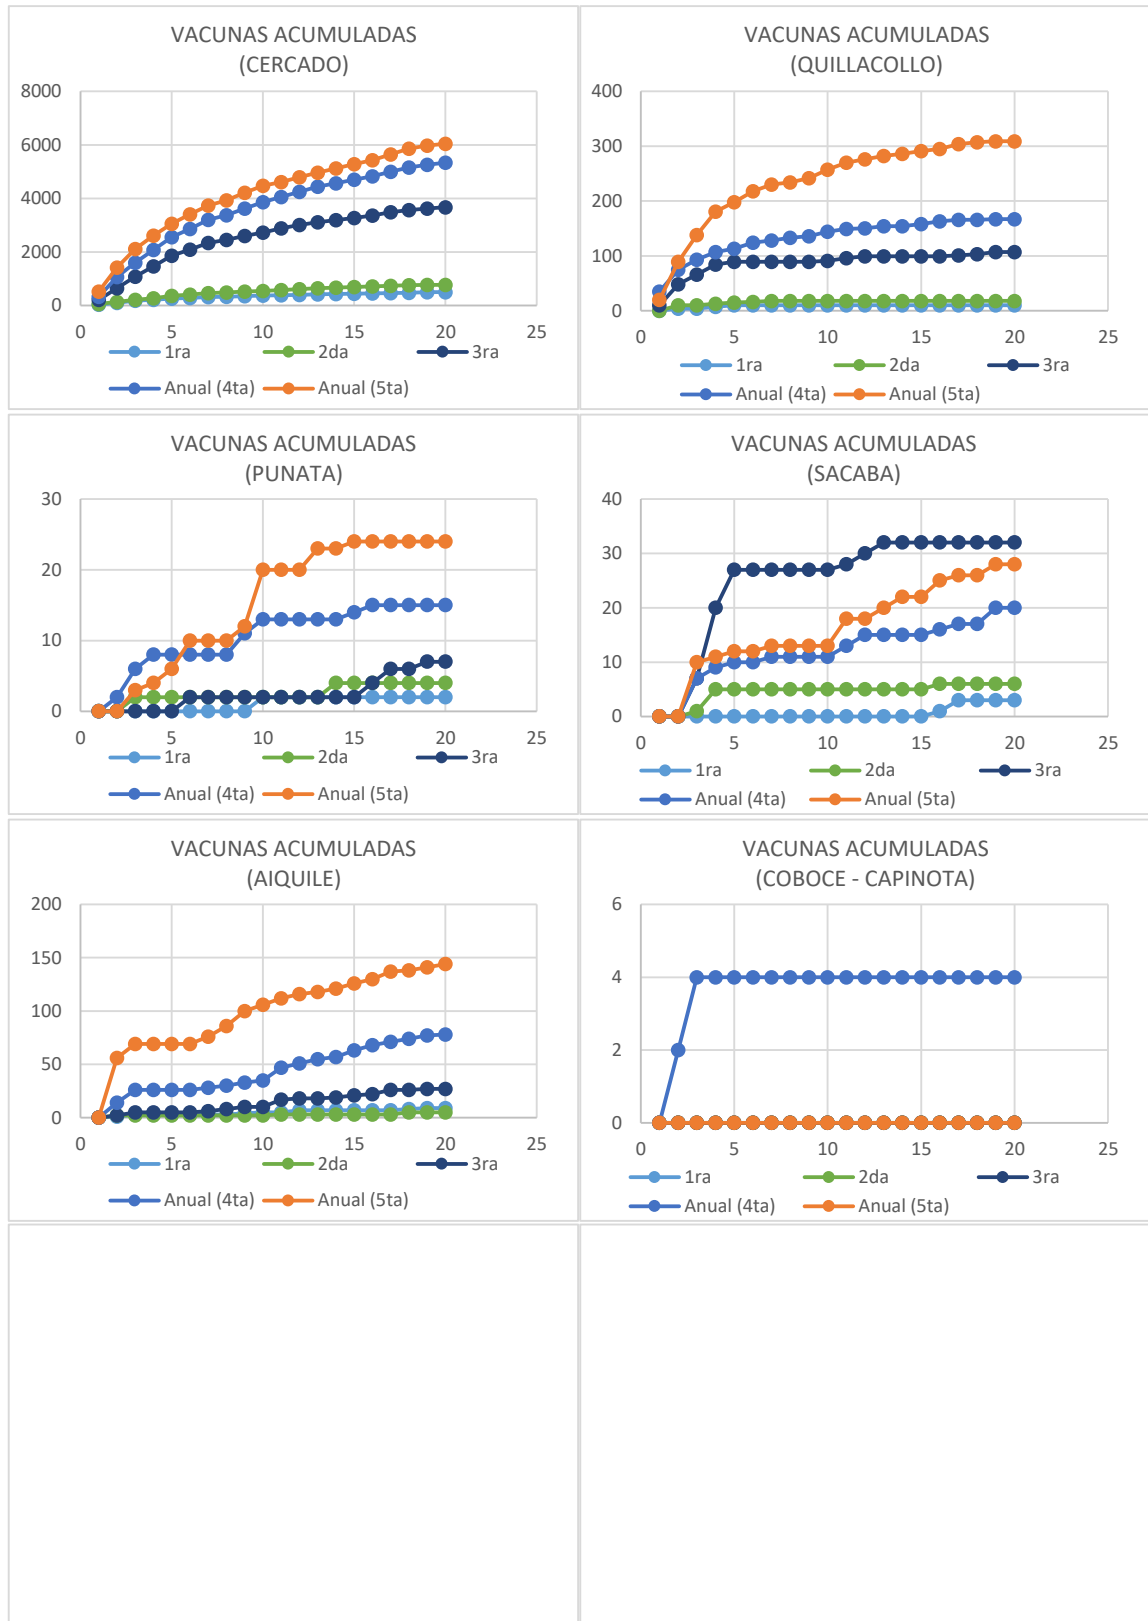 VACUNAS ACUMULADAS
(CERCADO)
8000
6000
4000
2000
0
0 5 10 15 20 25
1ra 2da 3ra
Anual (4ta) Anual (5ta)
VACUNAS ACUMULADAS
(QUILLACOLLO)
400
300
200
100
0
0 5 10 15 20 25
1ra 2da 3ra
Anual (4ta) Anual (5ta)
VACUNAS ACUMULADAS
(PUNATA)
30
20
10
0
0 5 10 15 20 25
1ra 2da 3ra
Anual (4ta) Anual (5ta)
VACUNAS ACUMULADAS
(SACABA)
40
30
20
10
0
0 5 10 15 20 25
1ra 2da 3ra
Anual (4ta) Anual (5ta)
VACUNAS ACUMULADAS
(AIQUILE)
200
150
100
50
0
0 5 10 15 20 25
1ra 2da 3ra
Anual (4ta) Anual (5ta)
VACUNAS ACUMULADAS
(COBOCE - CAPINOTA)
6
4
2
0
0 5 10 15 20 25
1ra 2da 3ra
Anual (4ta) Anual (5ta)